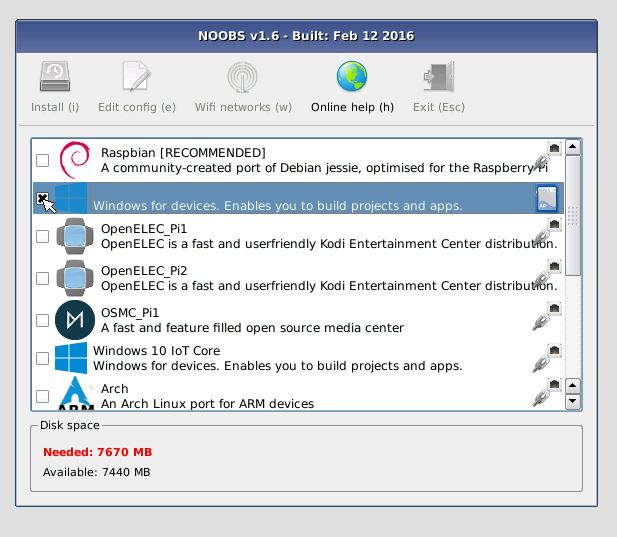 NOOBS v1.6 - Built: Feb 12 2016
Install (i)
Edit config (e)
Wifi networks (w)
Online help (h)
Exit (Esc)
Raspbian [RECOMMENDED]
A community-created port of Debian jessie, optimised for the Raspberry Pi
Windows for devices. Enables you to build projects and apps.
OpenELEC_Pi1
OpenELEC is a fast and userfriendly Kodi Entertainment Center distribution.
OpenELEC_Pi2
OpenELEC is a fast and userfriendly Kodi Entertainment Center distribution.
OSMC_Pi1
A fast and feature filled open source media center
Windows 10 IoT Core
Windows for devices. Enables you to build projects and apps.
Arch
An Arch Linux port for ARM devices
ARM
Disk space
Needed: 7670 MB
Available: 7440 MB